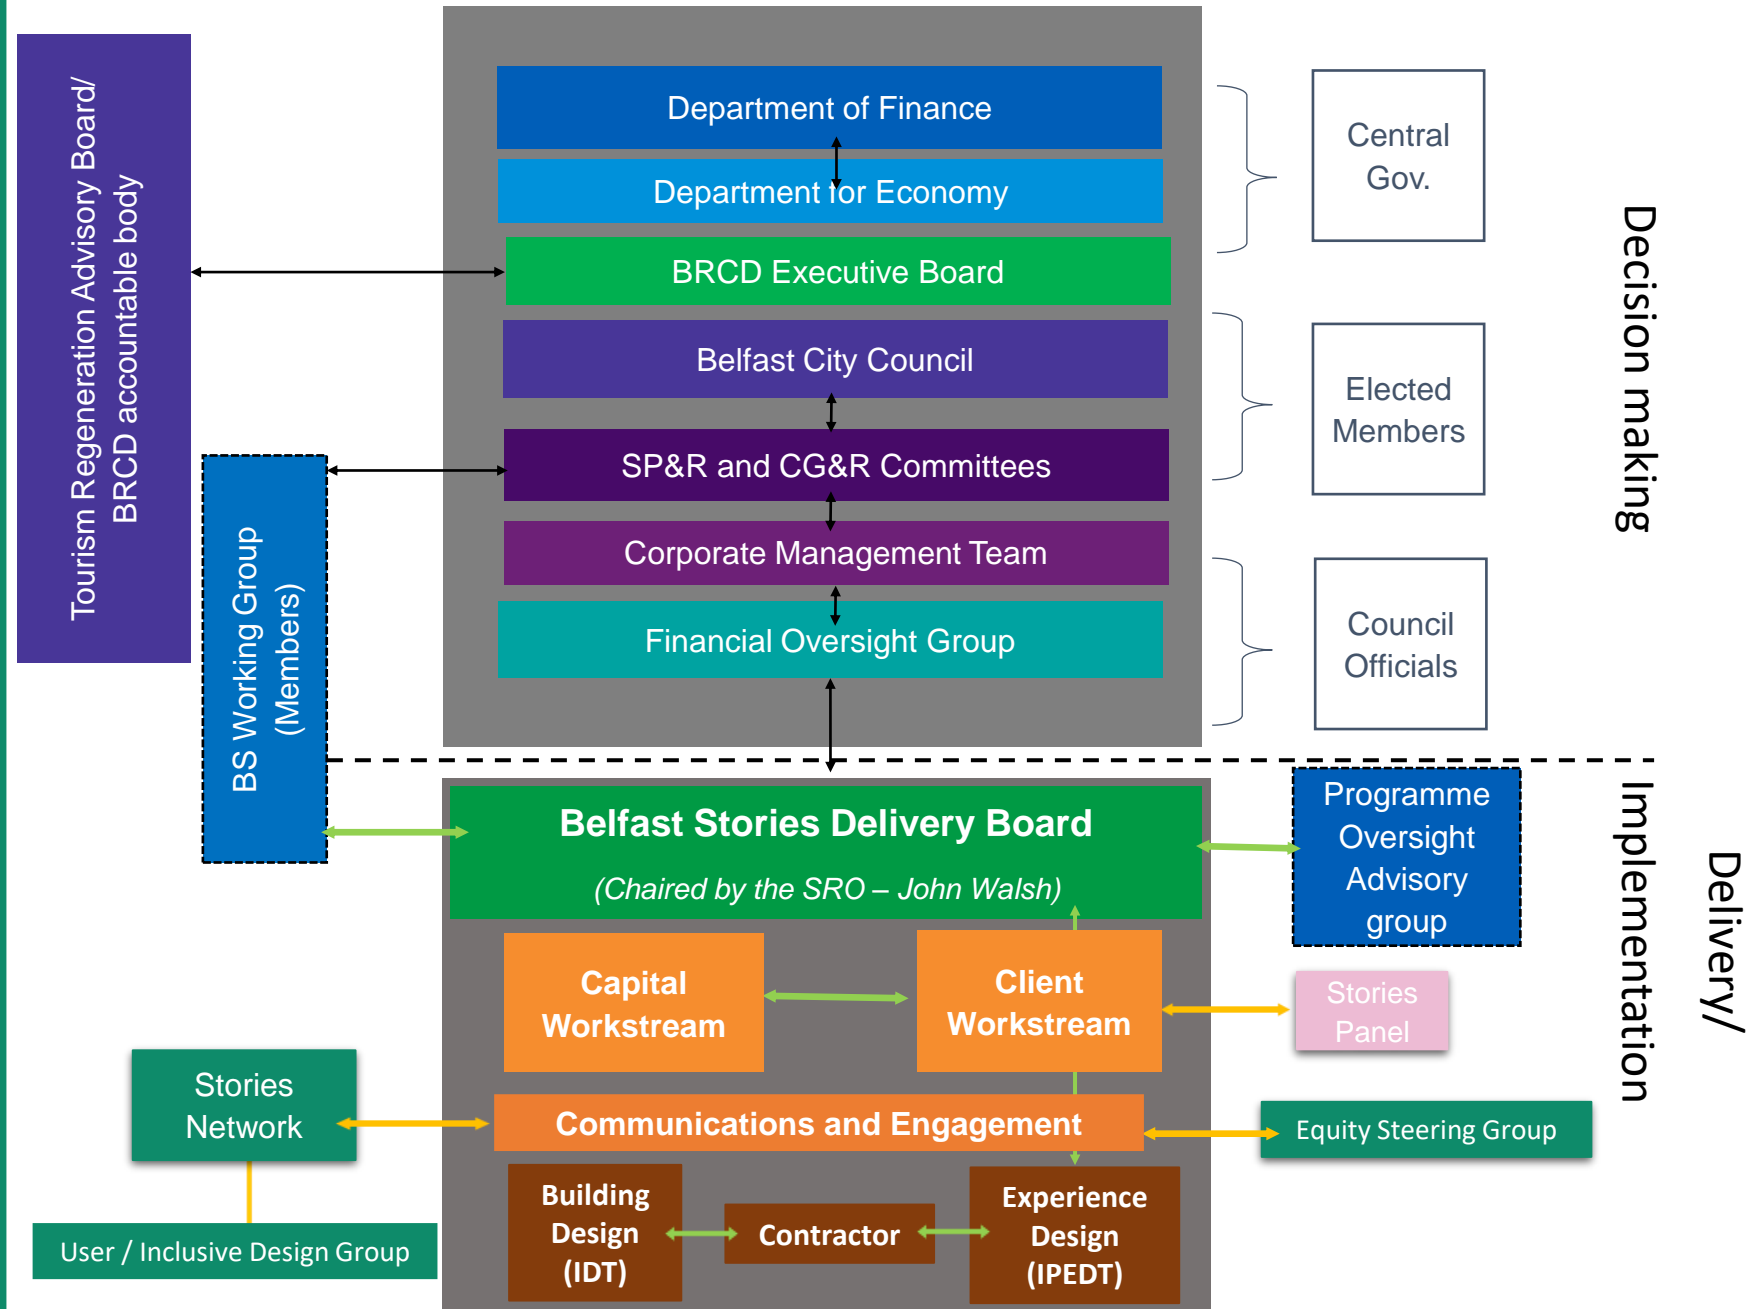 Tourism Regeneration Advisory Board/
BRCD accountable body
Department of Finance
Department for Economy
BRCD Executive Board
Belfast City Council
SP&R and CG&R Committees
Corporate Management Team
Financial Oversight Group
Central
Gov.
Elected
Members
Council
Officials
Decision making
BS Working Group
(Members)
Belfast Stories Delivery Board
(Chaired by the SRO – John Walsh)
Programme
Oversight
Advisory
group
Delivery/
Implementation
Capital
Workstream
Client
Workstream
Stories
Panel
Stories
Network
Communications and Engagement
Equity Steering Group
User / Inclusive Design Group
Building
Design
(IDT)
Contractor
Experience
Design
(IPEDT)